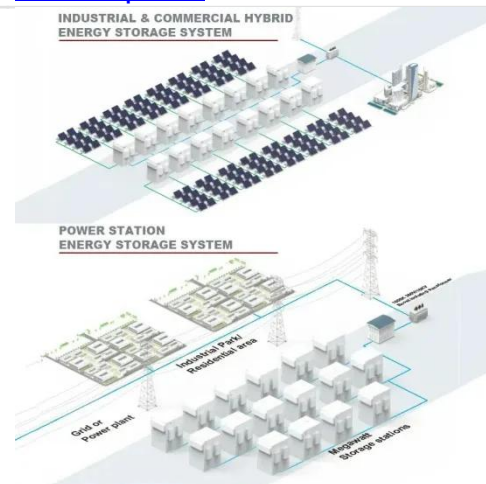 INDUSTRIAL & COMMERCIAL HYBRID
ENERGY STORAGE SYSTEM
POWER STATION
ENERGY STORAGE SYSTEM
Industrial Park/
Residential area
Grid or
Power plant
Megawatt
Storage stations